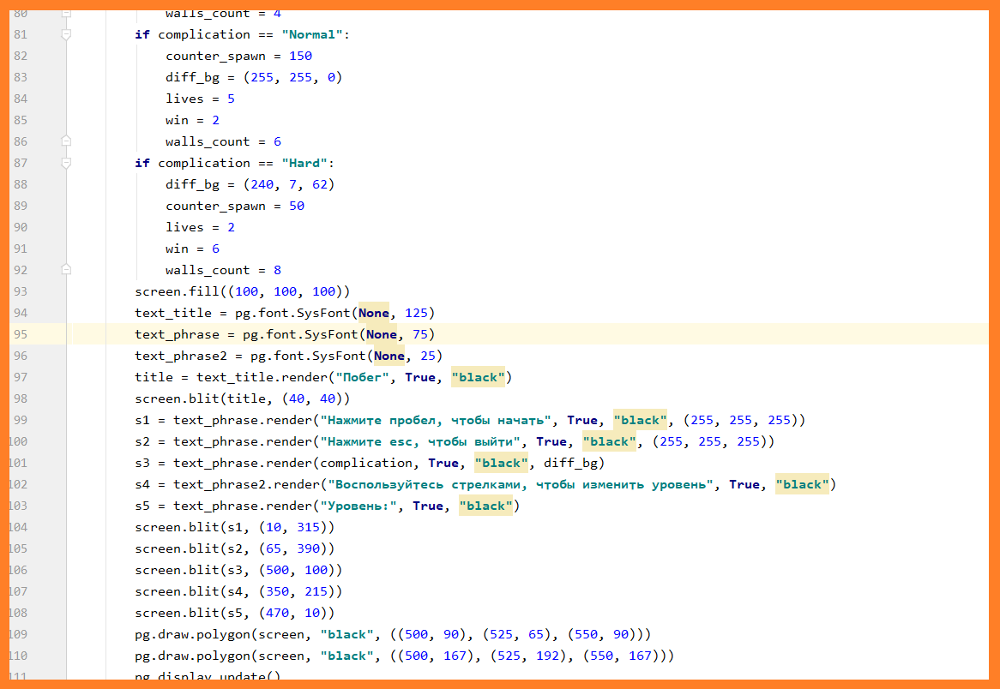 80 walls_count = 4
81 if complication == "Normal":
82 counter_spawn = 150
83 diff_bg = (255, 255, 0)
84 lives = 5
85 win = 2
86 walls_count = 6
87 if complication == "Hard":
88 diff_bg = (240, 7, 62)
89 counter_spawn = 50
90 lives = 2
91 win = 6
92 walls_count = 8
93 screen.fill((100, 100, 100))
94 text_title = pg.font.SysFont(None, 125)
95 text_phrase = pg.font.SysFont(None, 75)
96 text_phrase2 = pg.font.SysFont(None, 25)
97 title = text_title.render("Побег", True, "black")
98 screen.blit(title, (40, 40))
99 s1 = text_phrase.render("Нажмите пробел, чтобы начать", True, "black", (255, 255, 255))
100 s2 = text_phrase.render("Нажмите esc, чтобы выйти", True, "black", (255, 255, 255))
101 s3 = text_phrase.render(complication, True, "black", diff_bg)
102 s4 = text_phrase2.render("Воспользуйтесь стрелками, чтобы изменить уровень", True, "black")
103 s5 = text_phrase.render("Уровень:", True, "black")
104 screen.blit(s1, (10, 315))
105 screen.blit(s2, (65, 390))
106 screen.blit(s3, (500, 100))
107 screen.blit(s4, (350, 215))
108 screen.blit(s5, (470, 10))
109 pg.draw.polygon(screen, "black", ((500, 90), (525, 65), (550, 90)))
110 pg.draw.polygon(screen, "black", ((500, 167), (525, 192), (550, 167)))
111 pg.display.update()